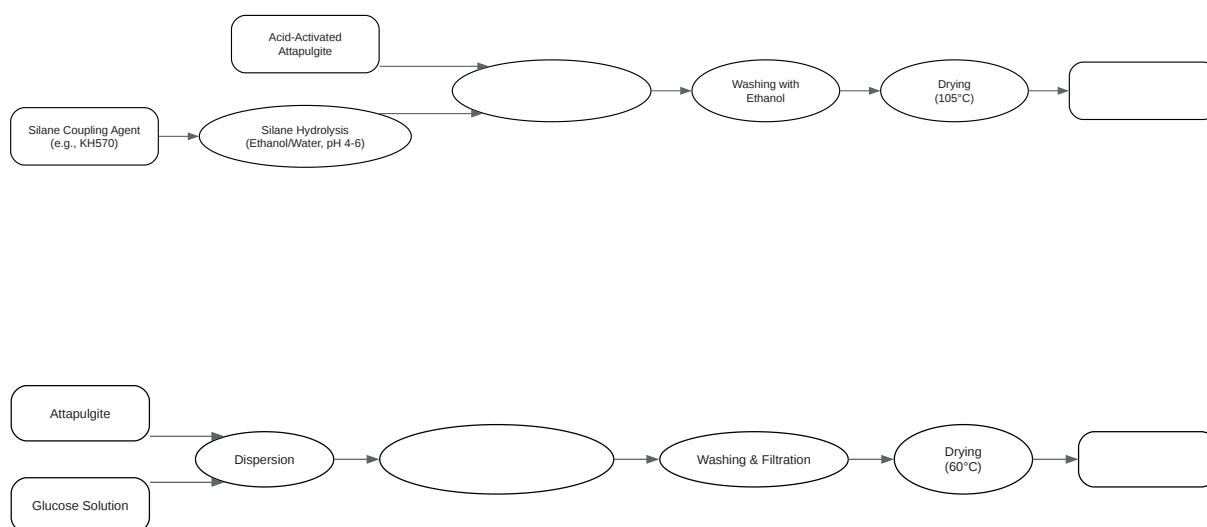 Acid-Activated
Attapulgite
Silane Coupling Agent
(e.g., KH570)
Silane Hydrolysis
(Ethanol/Water, pH 4-6)
Washing with
Ethanol
Drying
(105°C)
Attapulgite
Glucose Solution
Dispersion
Washing & Filtration
Drying
(60°C)